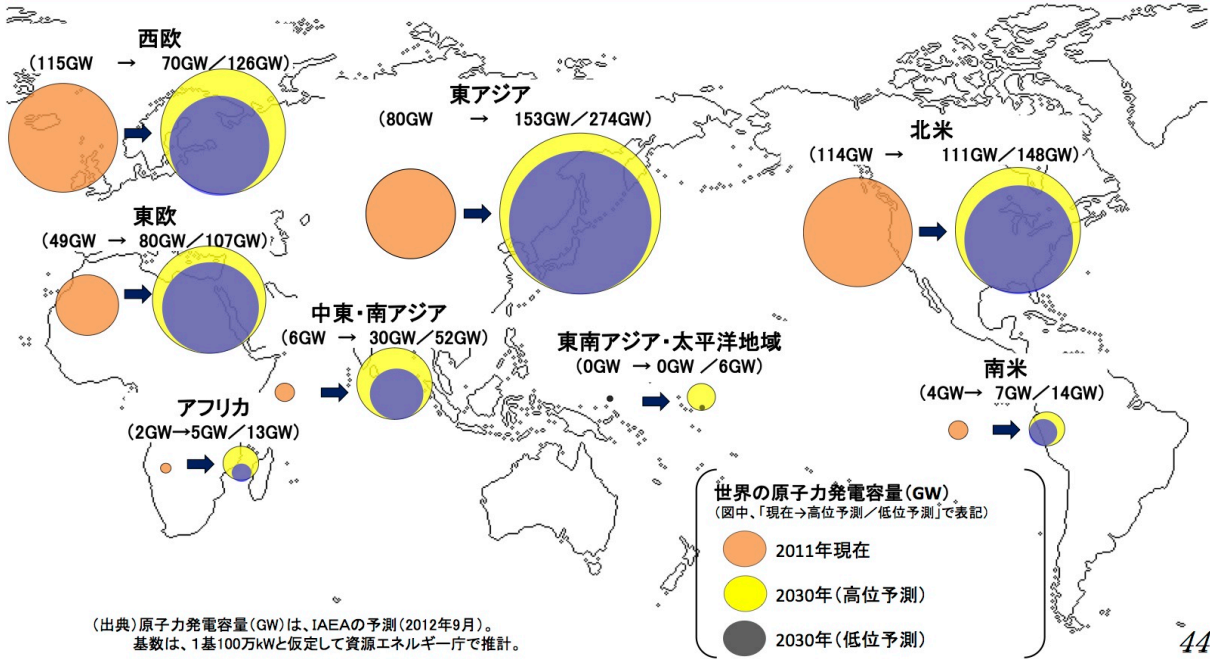 西欧
(115GW → 70GW/126GW)
東アジア
(80GW → 153GW/274GW)
北米
(114GW → 111GW/148GW)
東欧
(49GW → 80GW/107GW)
中東・南アジア
(6GW → 30GW/52GW)
東南アジア・太平洋地域
(0GW → 0GW /6GW)
南米
(4GW→ 7GW/14GW)
アフリカ
(2GW→5GW/13GW)
世界の原子力発電容量(GW)
(図中、「現在→高位予測/低位予測」で表記)
2011年現在
2030年(高位予測)
2030年(低位予測)
(出典)原子力発電容量(GW)は、IAEAの予測(2012年9月)。
基数は、1基100万kWと仮定して資源エネルギー庁で推計。
44